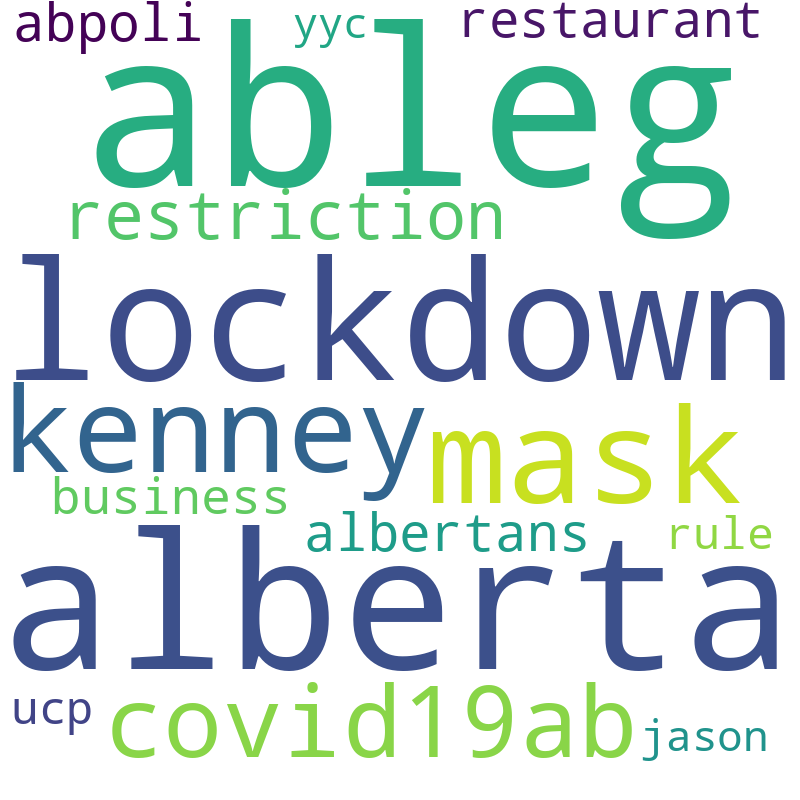 abpoli yyc restaurant
ableg
restriction
lockdown
kenney mask
business albertans rule
alberta
ucp covid19ab jason